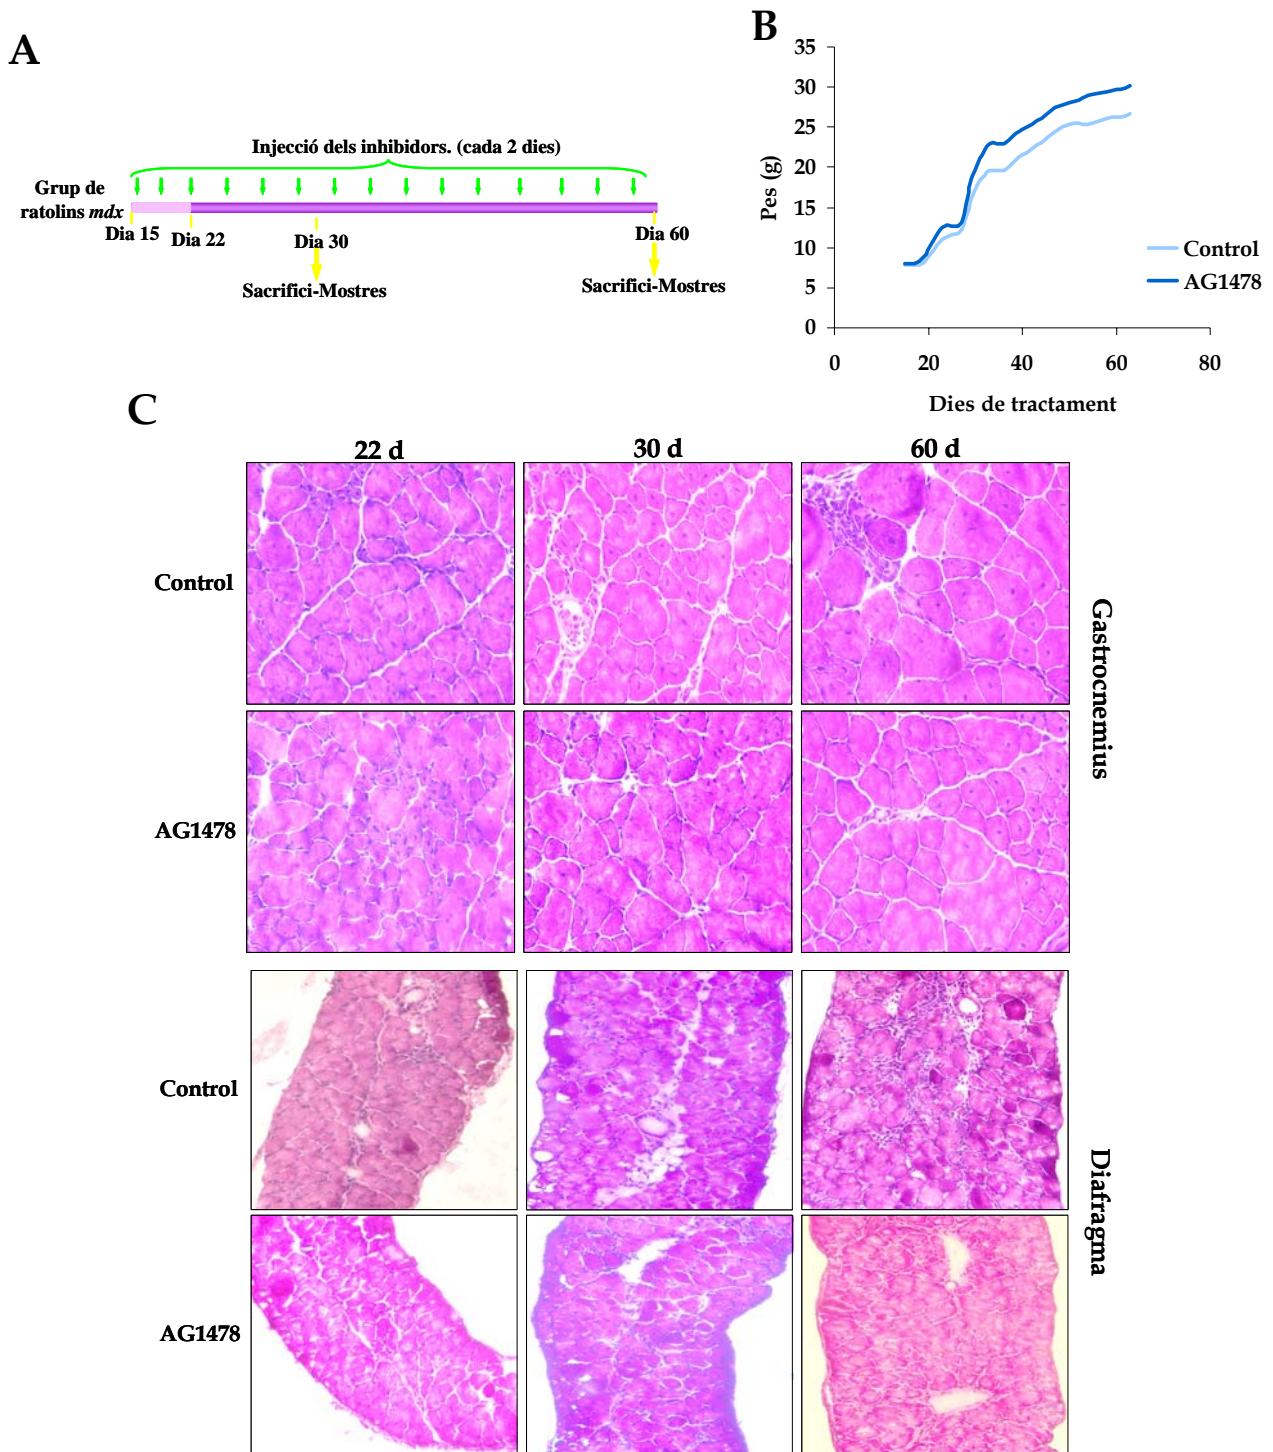 A
Injecció dels inhibidors. (cada 2 dies)
Grup de
ratolins mdx
Dia 15
Dia 22
Dia 30
Dia 60
Sacrifici-Mostres
Sacrifici-Mostres
B
35
30
25
20
15
10
5
0
Pes (g)
0
20
40
60
80
Dies de tractament
Control
AG1478
C
22 d
30 d
60 d
Control
AG1478
Gastrocnemius
Control
AG1478
Diafragma